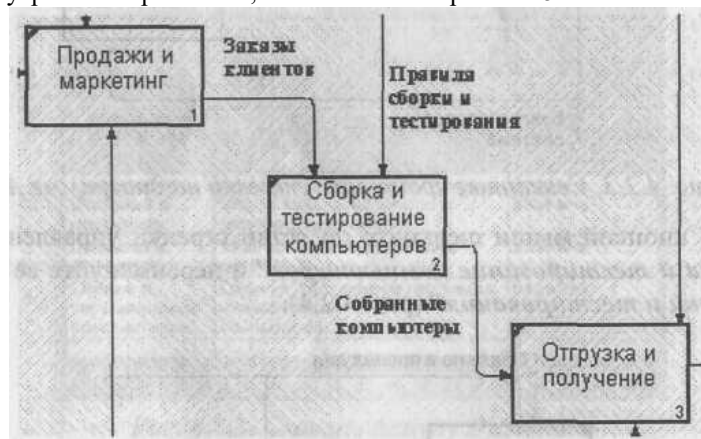 Продажи и
маркетинг
1
Заказы
клиентов
Правила
сборки и
тестирования
Сборка и
тестирование
компьютеров
2
Собранные
компьютеры
Отгрузка и
получение
3